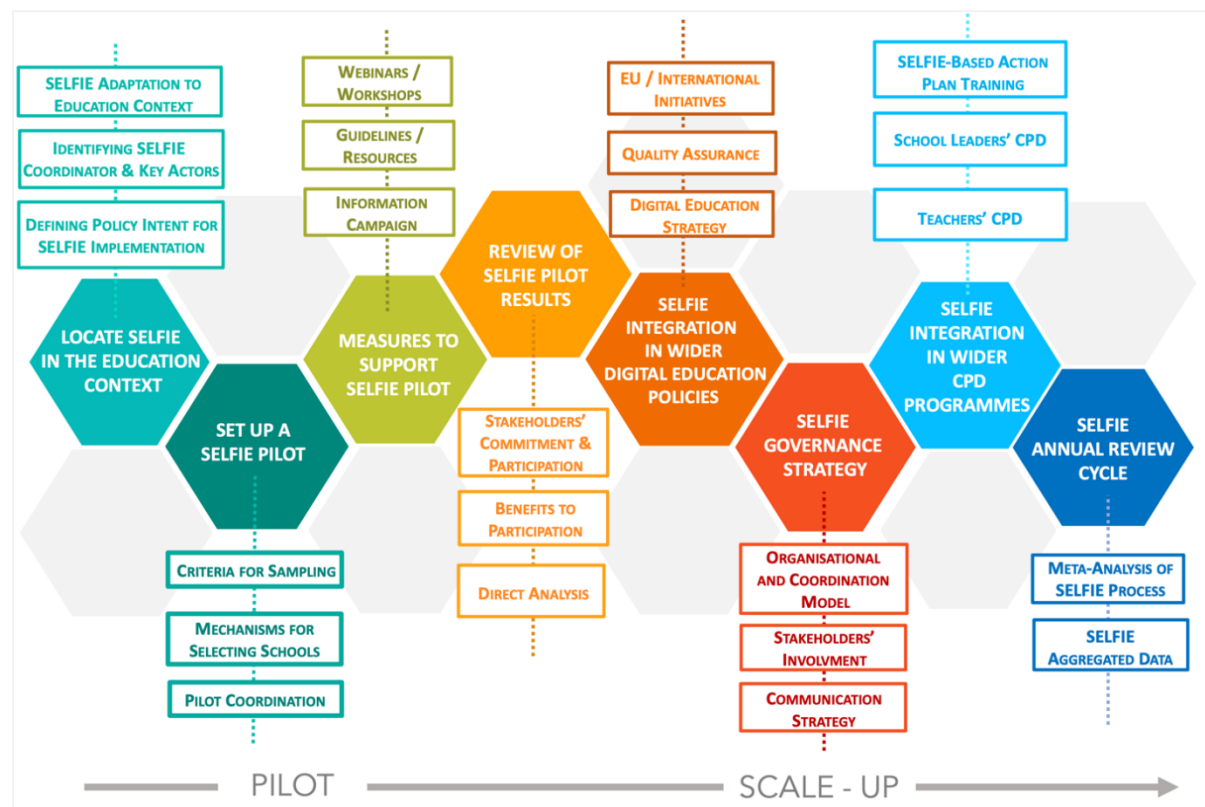 SELFIE ADAPTATION TO
EDUCATION CONTEXT
IDENTIFYING SELFIE
COORDINATOR & KEY ACTORS
DEFINING POLICY INTENT FOR
SELFIE IMPLEMENTATION
LOCATE SELFIE
IN THE EDUCATION
CONTEXT
SET UP A
SELFIE PILOT
CRITERIA FOR SAMPLING
MECHANISMS FOR
SELECTING SCHOOLS
PILOT COORDINATION
WEBINARS /
WORKSHOPS
GUIDELINES /
RESOURCES
INFORMATION
CAMPAIGN
MEASURES TO
SUPPORT
SELFIE PILOT
REVIEW OF
SELFIE PILOT
RESULTS
STAKEHOLDERS'
COMMITMENT &
PARTICIPATION
BENEFITS TO
PARTICIPATION
DIRECT ANALYSIS
EU / INTERNATIONAL
INITIATIVES
QUALITY ASSURANCE
DIGITAL EDUCATION
STRATEGY
SELFIE
INTEGRATION
IN WIDER
DIGITAL EDUCATION
POLICIES
SELFIE
GOVERNANCE
STRATEGY
ORGANISATIONAL
AND COORDINATION
MODEL
STAKEHOLDERS'
INVOLVMENT
COMMUNICATION
STRATEGY
SELFIE-BASED ACTION
PLAN TRAINING
SCHOOL LEADERS' CPD
TEACHERS' CPD
SELFIE
INTEGRATION
IN WIDER
CPD
PROGRAMMES
SELFIE
ANNUAL REVIEW
CYCLE
META-ANALYSIS OF
SELFIE PROCESS
SELFIE
AGGREGATED DATA
PILOT
SCALE - UP